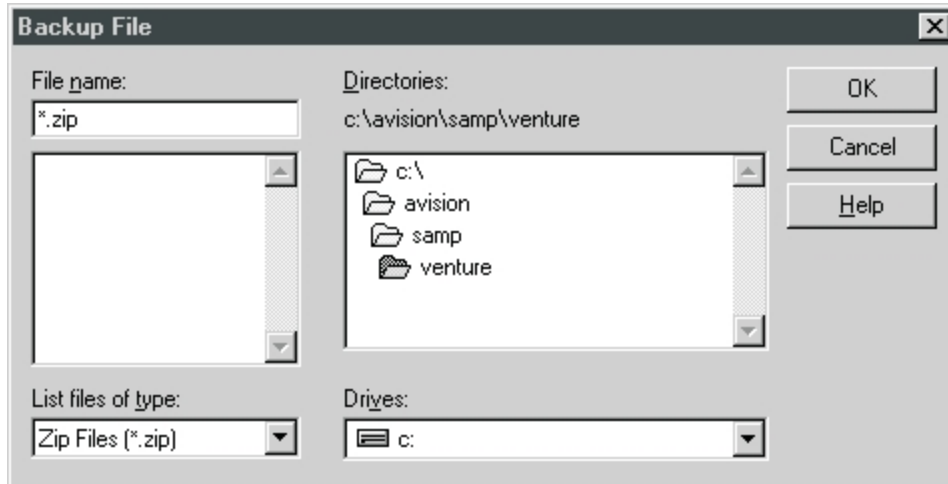 Backup File
File name:
*.zip
Directories:
c:\avision\samp\venture
c:\
avision
samp
venture
OK
Cancel
Help
List files of type:
Zip Files (*.zip)
Drives:
c: